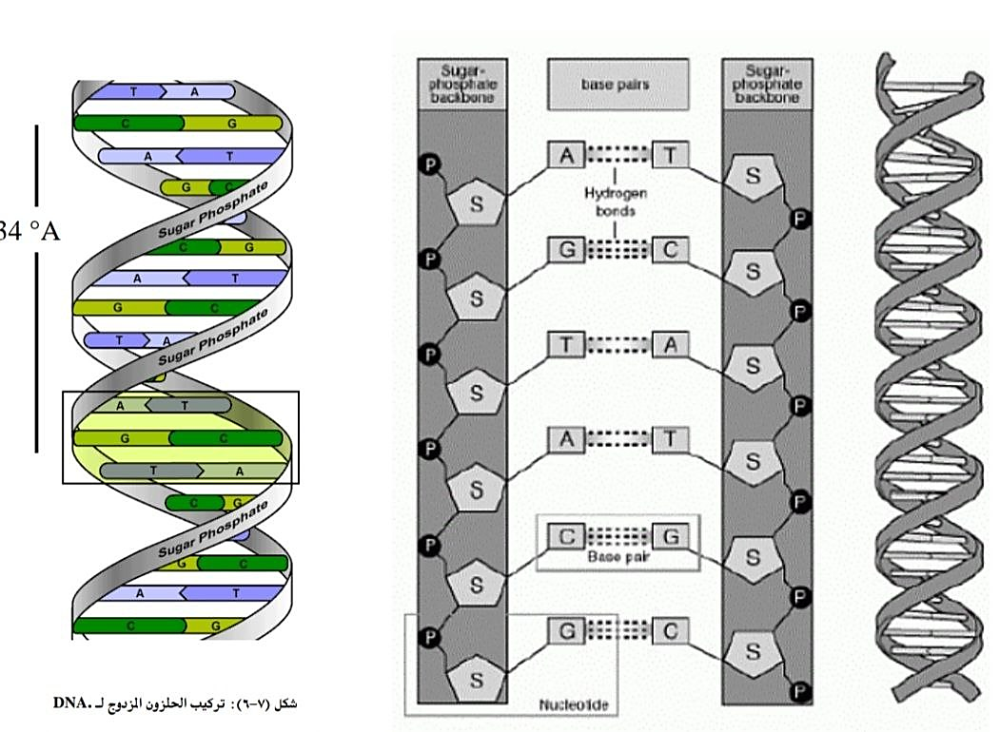 T A
C G
A T
G C
Sugar Phosphate
C G
A T
G C
T A
Sugar Phosphate
A T
G C
T A
C G
Sugar Phosphate
G C
A T
C G
34 °A
شكل (٧-٦): تركيب الحلزون المزدوج لـ DNA.
Sugar-
phosphate
backbone
base pairs
Sugar-
phosphate
backbone
P
A T
S
S
Hydrogen
bonds
P
P
G C
S
S
P
P
T A
S
S
P
P
A T
S
S
P
P
C G
Base pair
S
S
P
P
G C
S
S
P
Nucleotide